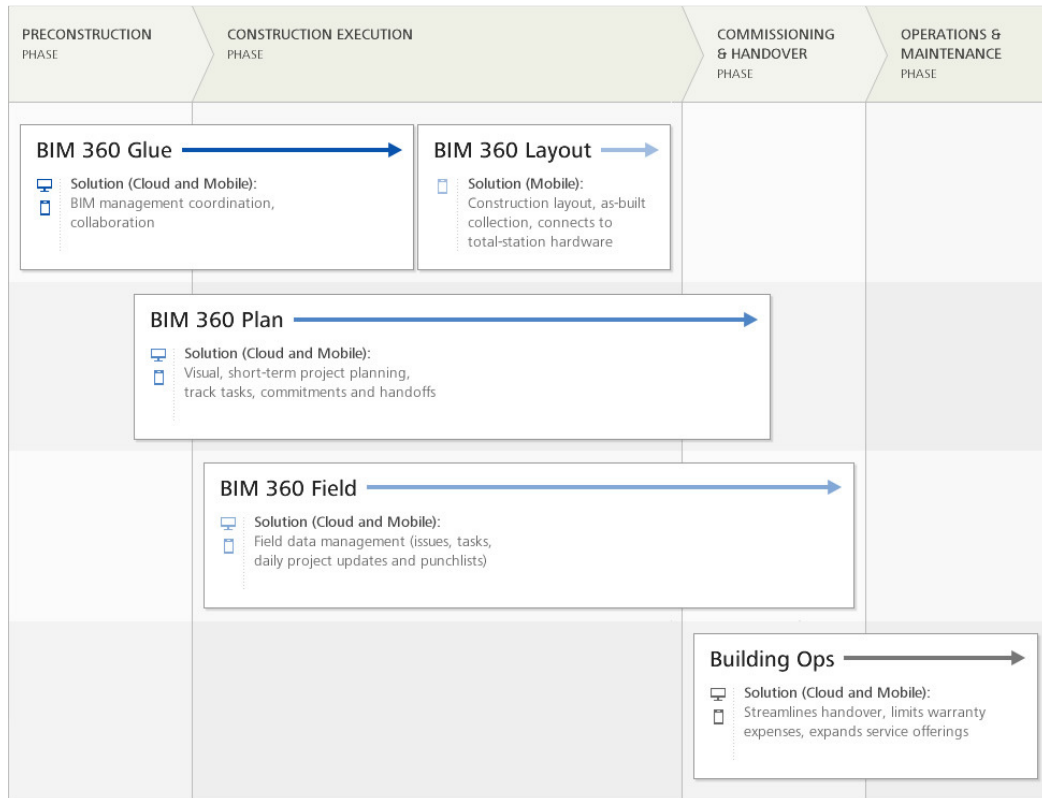 PRECONSTRUCTION
PHASE
CONSTRUCTION EXECUTION
PHASE
COMMISSIONING
& HANDOVER
PHASE
OPERATIONS &
MAINTENANCE
PHASE
BIM 360 Glue
Solution (Cloud and Mobile):
BIM management coordination,
collaboration
BIM 360 Layout
Solution (Mobile):
Construction layout, as-built
collection, connects to
total-station hardware
BIM 360 Plan
Solution (Cloud and Mobile):
Visual, short-term project planning,
track tasks, commitments and handoffs
BIM 360 Field
Solution (Cloud and Mobile):
Field data management (issues, tasks,
daily project updates and punchlists)
Building Ops
Solution (Cloud and Mobile):
Streamlines handover, limits warranty
expenses, expands service offerings